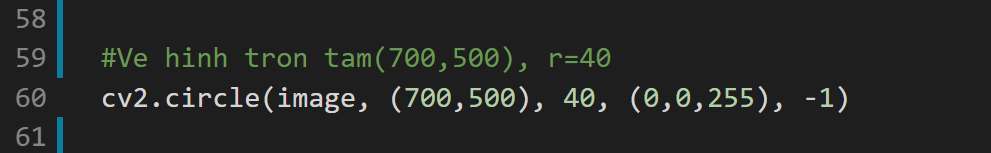 58
59 #Ve hinh tron tam(700,500), r=40
60 cv2.circle(image, (700,500), 40, (0,0,255), -1)
61